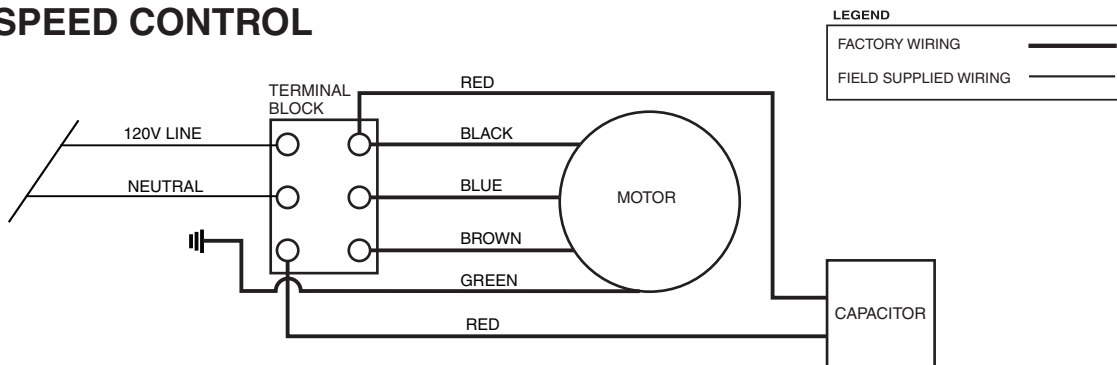 SPEED CONTROL
LEGEND
FACTORY WIRING
FIELD SUPPLIED WIRING
TERMINAL
BLOCK
RED
120V LINE
BLACK
NEUTRAL
BLUE
MOTOR
BROWN
GREEN
RED
CAPACITOR